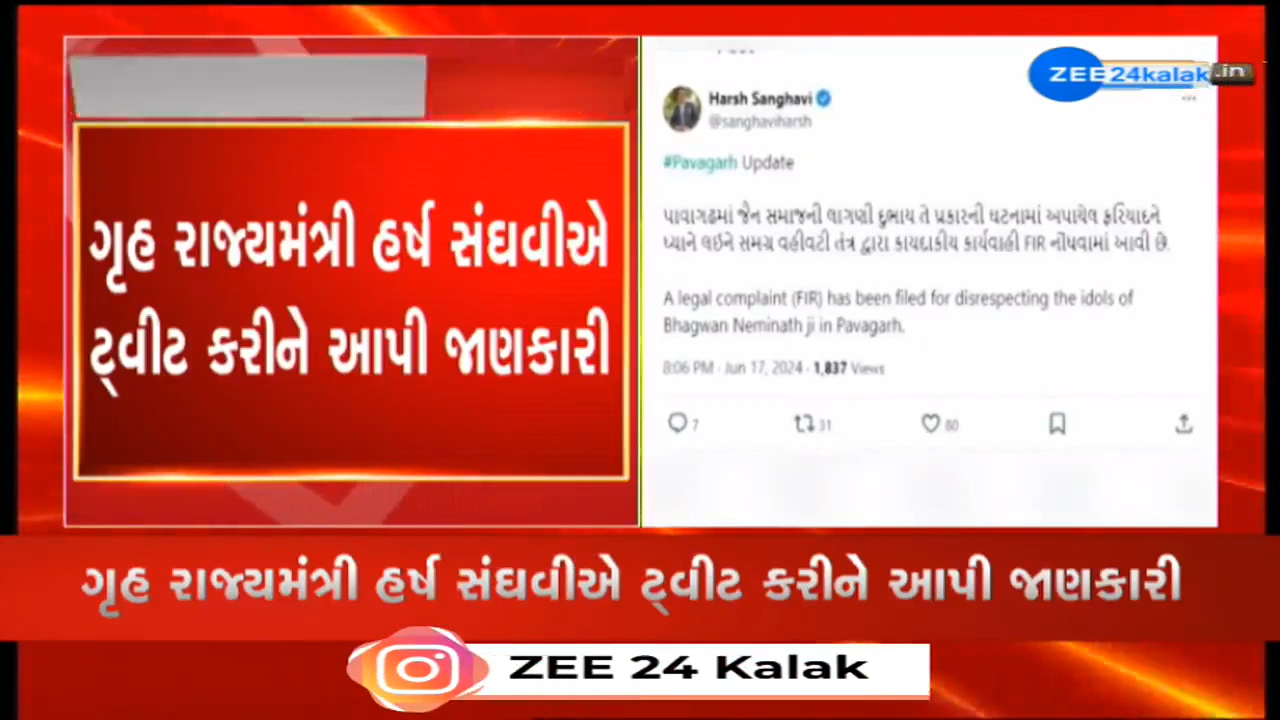 ZEE24kalak.in
ગૃહ રાજ્યમંત્રી હર્ષ સંઘવીએ
ટ્વીટ કરીને આપી જાણકારી
Harsh Sanghavi
@sanghaviharsh
#Pavagarh Update
પાવાગઢમાં જૈન સમાજની લાગણી દુભાય તે પ્રકારની ઘટનામાં અપાયેલ ફરિયાદને
ધ્યાને લઇને સમગ્ર વહીવટી તંત્ર દ્વારા કાયદાકીય કાર્યવાહી FIR નોંધવામાં આવી છે.
A legal complaint (FIR) has been filed for disrespecting the idols of
Bhagwan Neminath ji in Pavagarh.
8:06 PM · Jun 17, 2024 · 1,837 Views
7 31 80
ગૃહ રાજ્યમંત્રી હર્ષ સંઘવીએ ટ્વીટ કરીને આપી જાણકારી
ZEE 24 Kalak